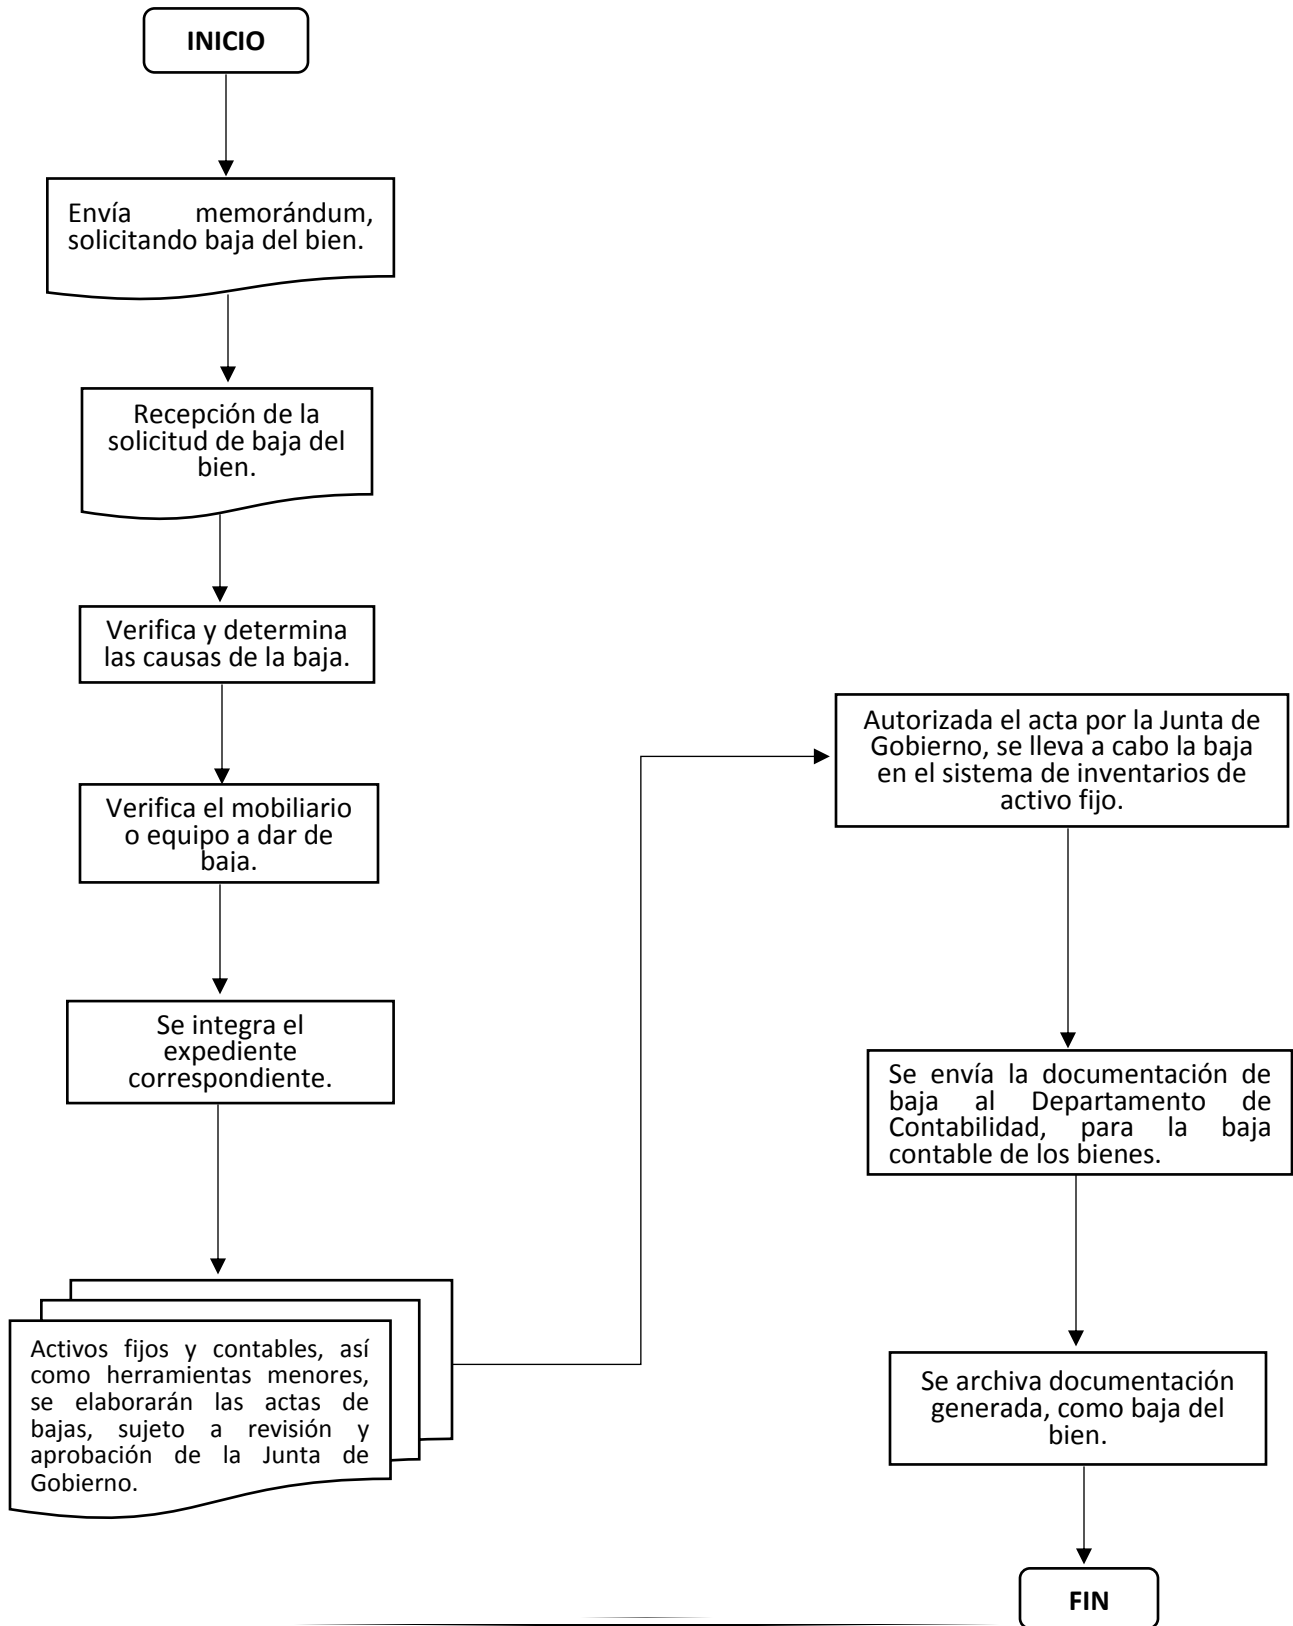 INICIO
Envía memorándum,
solicitando baja del bien.
Recepción de la
solicitud de baja del
bien.
Verifica y determina
las causas de la baja.
Verifica el mobiliario
o equipo a dar de
baja.
Se integra el
expediente
correspondiente.
Activos fijos y contables, así
como herramientas menores,
se elaborarán las actas de
bajas, sujeto a revisión y
aprobación de la Junta de
Gobierno.
Autorizada el acta por la Junta de
Gobierno, se lleva a cabo la baja
en el sistema de inventarios de
activo fijo.
Se envía la documentación de
baja al Departamento de
Contabilidad, para la baja
contable de los bienes.
Se archiva documentación
generada, como baja del
bien.
FIN